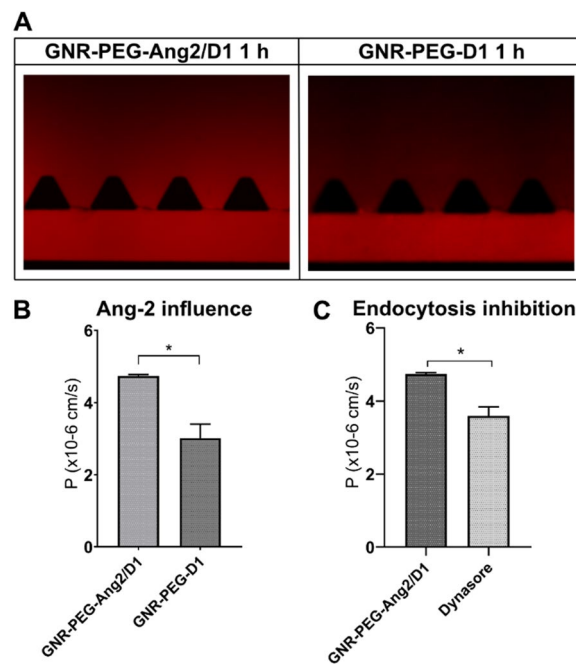 A
GNR-PEG-Ang2/D1 1 h
GNR-PEG-D1 1 h
B
Ang-2 influence
P (x10-6 cm/s)
6
4
2
0
*
GNR-PEG-Ang2/D1
GNR-PEG-D1
C
Endocytosis inhibition
P (x10-6 cm/s)
6
4
2
0
*
GNR-PEG-Ang2/D1
Dynasore